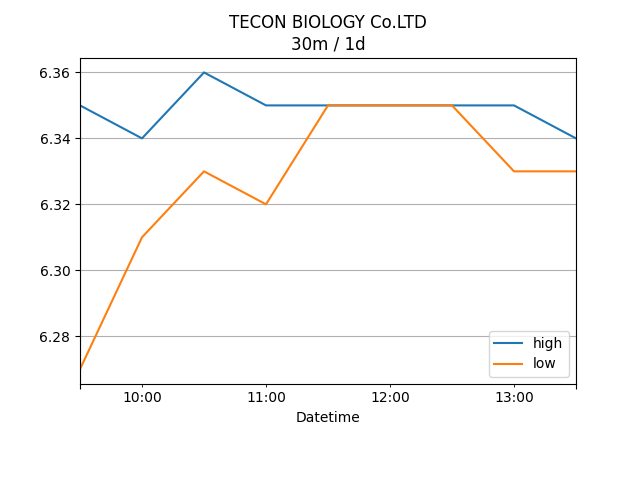 TECON BIOLOGY Co.LTD
30m / 1d
6.36
6.34
6.32
6.30
6.28
high
low
10:00
11:00
12:00
13:00
Datetime